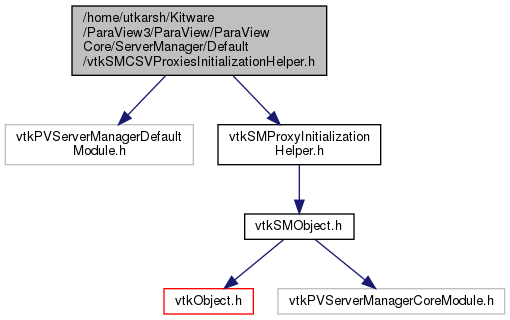 /home/utkarsh/Kitware
/ParaView3/ParaView/ParaView
Core/ServerManager/Default
/vtkSMCSVProxiesInitializationHelper.h
vtkPVServerManagerDefault
Module.h
vtkSMProxyInitialization
Helper.h
vtkSMObject.h
vtkObject.h
vtkPVServerManagerCoreModule.h